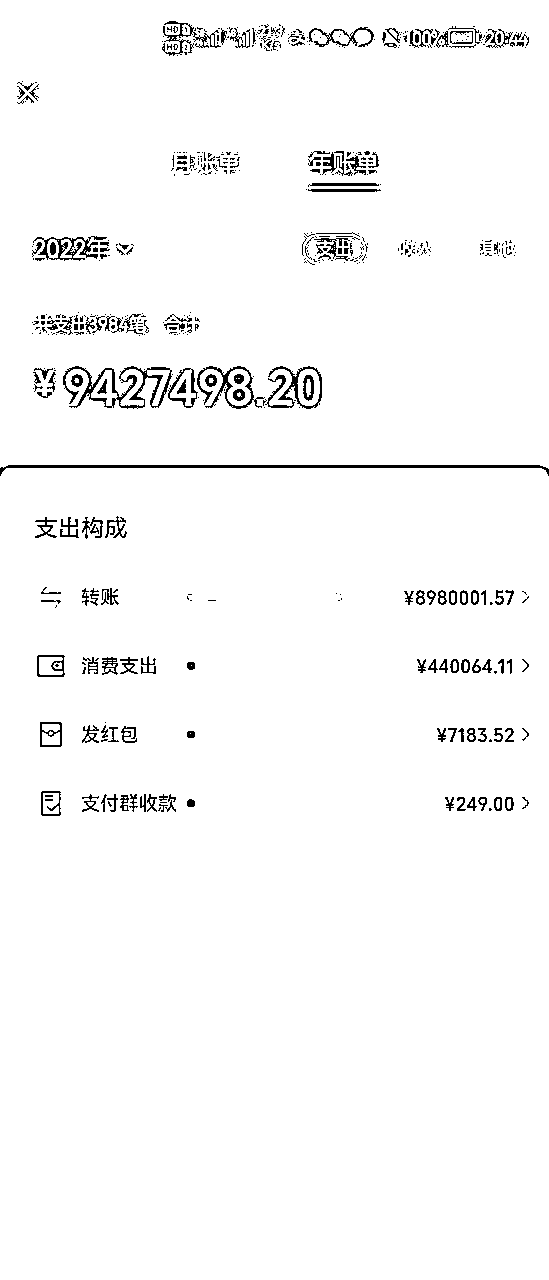 100% 20:44
月账单 年账单
2022年 支出 收入 其他
共支出3984笔 合计
¥9427498.20
支出构成
转账 ¥8980001.57
消费支出 ¥440064.11
发红包 ¥7183.52
支付群收款 ¥249.00